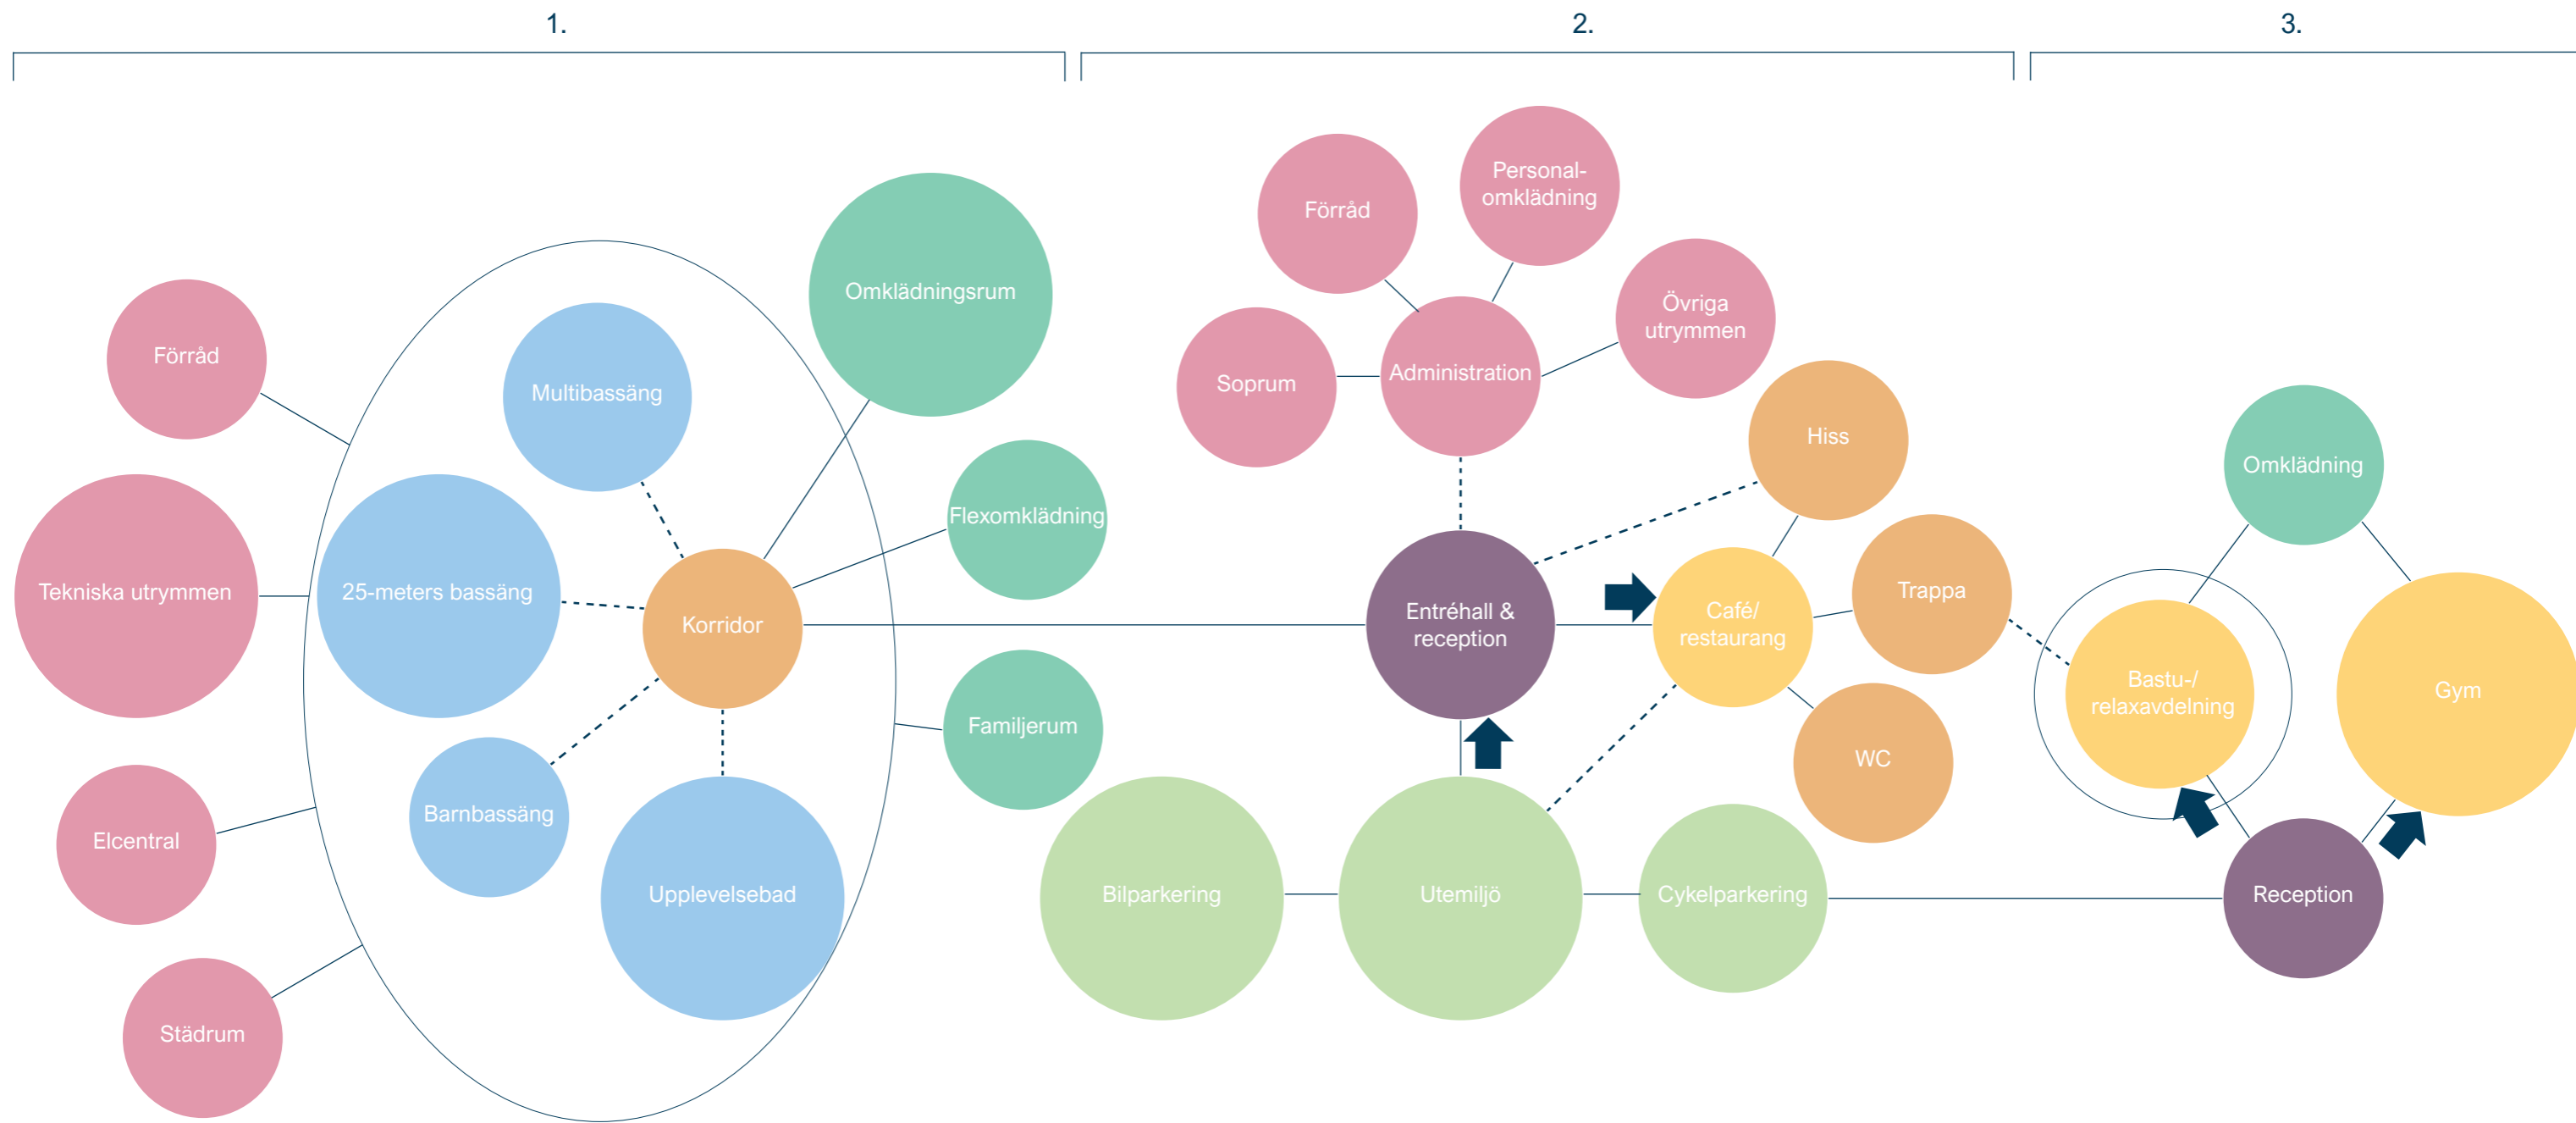 1.
2.
3.
Förråd
Tekniska utrymmen
Elcentral
Städrum
Multibassäng
25-meters bassäng
Barnbassäng
Upplevelsebad
Korridor
Omklädningsrum
Flexomklädning
Familjerum
Förråd
Personal-
omklädning
Soprum
Administration
Övriga
utrymmen
Hiss
Entréhall &
reception
Café/
restaurang
Trappa
WC
Bilparkering
Utemiljö
Cykelparkering
Omklädning
Bastu-/
relaxavdelning
Gym
Reception